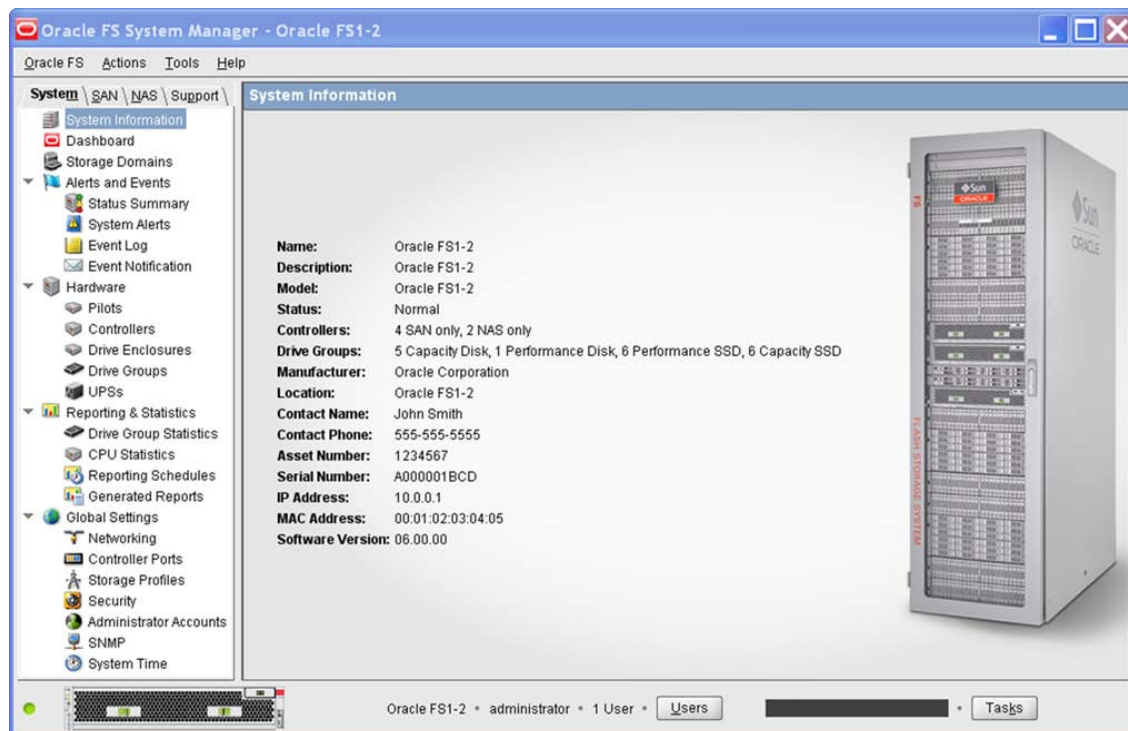 Oracle FS System Manager - Oracle FS1-2
Oracle FS Actions Tools Help
System SAN NAS Support
System Information
Dashboard
Storage Domains
Alerts and Events
Status Summary
System Alerts
Event Log
Event Notification
Hardware
Pilots
Controllers
Drive Enclosures
Drive Groups
UPSs
Reporting & Statistics
Drive Group Statistics
CPU Statistics
Reporting Schedules
Generated Reports
Global Settings
Networking
Controller Ports
Storage Profiles
Security
Administrator Accounts
SNMP
System Time
System Information
Name: Oracle FS1-2
Description: Oracle FS1-2
Model: Oracle FS1-2
Status: Normal
Controllers: 4 SAN only, 2 NAS only
Drive Groups: 5 Capacity Disk, 1 Performance Disk, 6 Performance SSD, 6 Capacity SSD
Manufacturer: Oracle Corporation
Location: Oracle FS1-2
Contact Name: John Smith
Contact Phone: 555-555-5555
Asset Number: 1234567
Serial Number: A000001BCD
IP Address: 10.0.0.1
MAC Address: 00:01:02:03:04:05
Software Version: 06.00.00
FS
Sun
ORACLE
Sun
ORACLE
FLASH STORAGE SYSTEM
Oracle FS1-2 • administrator • 1 User • Users • Tasks